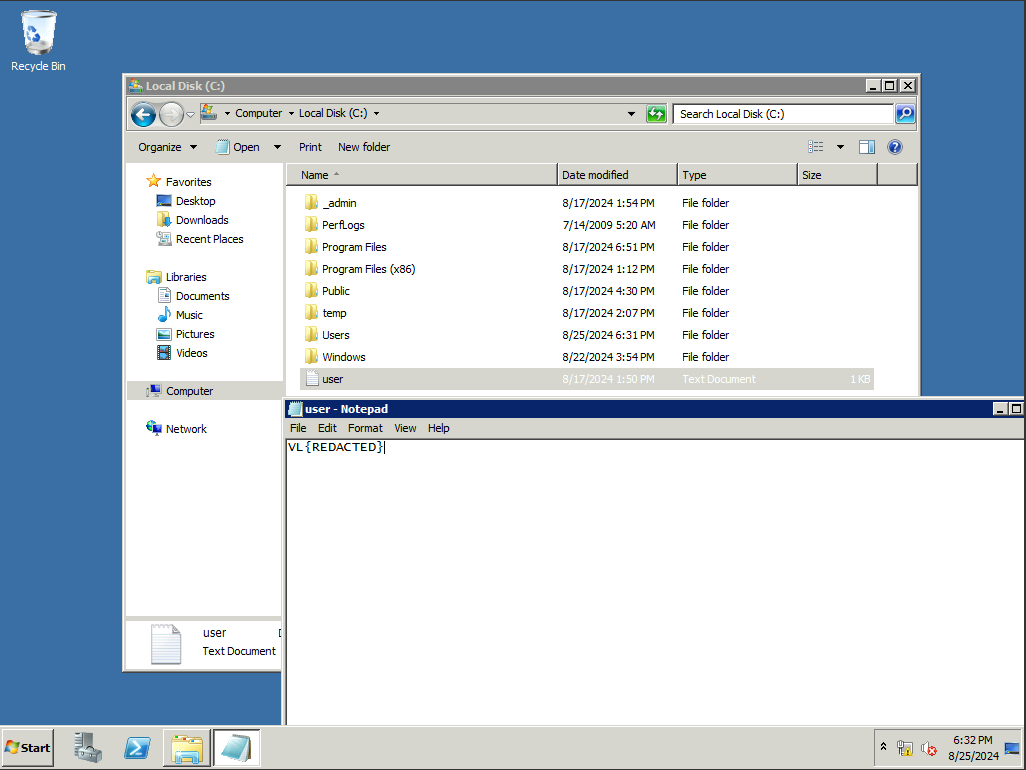 Recycle Bin
Local Disk (C:)
Computer Local Disk (C:)
Search Local Disk (C:)
Organize Open Print New folder
Name Date modified Type Size
Favorites
Desktop
Downloads
Recent Places
Libraries
Documents
Music
Pictures
Videos
Computer
Network
_admin 8/17/2024 1:54 PM File folder
PerfLogs 7/14/2009 5:20 AM File folder
Program Files 8/17/2024 6:51 PM File folder
Program Files (x86) 8/17/2024 1:12 PM File folder
Public 8/17/2024 4:30 PM File folder
temp 8/17/2024 2:07 PM File folder
Users 8/25/2024 6:31 PM File folder
Windows 8/22/2024 3:54 PM File folder
user 8/17/2024 1:50 PM Text Document 1 KB
user - Notepad
File Edit Format View Help
VL{REDACTED}
user
Text Document
Start
6:32 PM
8/25/2024